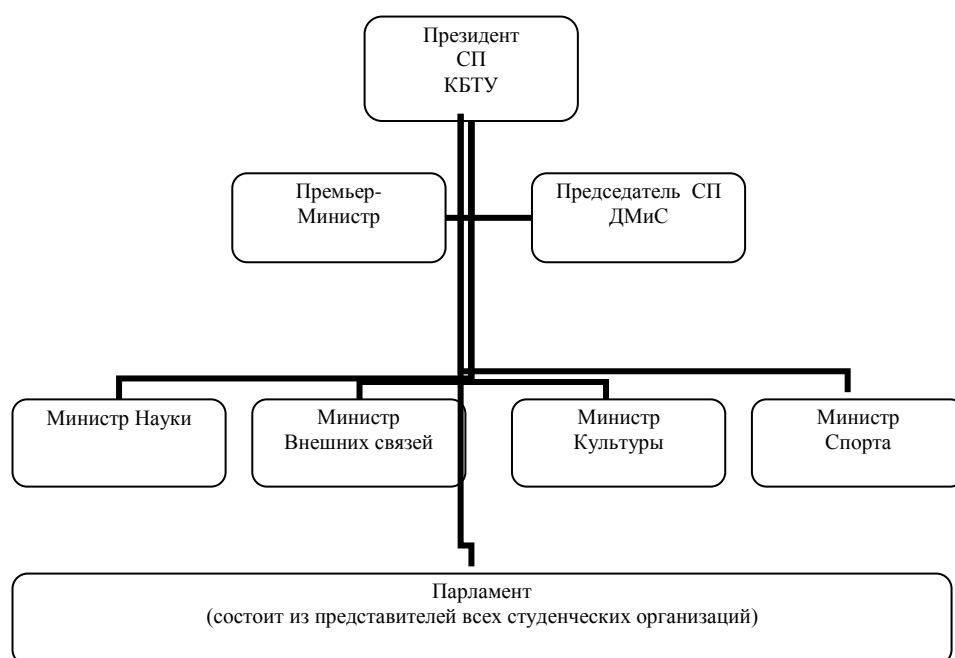 Президент
СП
КБТУ
Премьер-
Министр
Председатель СП
ДМиС
Министр Науки
Министр
Внешних связей
Министр
Культуры
Министр
Спорта
Парламент
(состоит из представителей всех студенческих организаций)